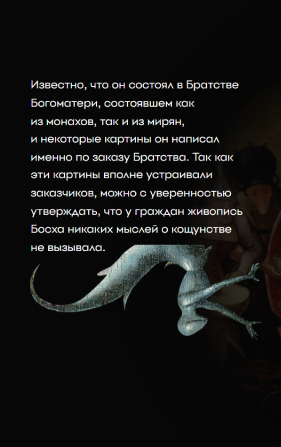 Известно, что он состоял в Братстве
Богоматери, состоявшем как
из монахов, так и из мирян,
и некоторые картины он написал
именно по заказу Братства. Так как
эти картины вполне устраивали
заказчиков, можно с уверенностью
утверждать, что у граждан живопись
Босха никаких мыслей о кощунстве
не вызывала.